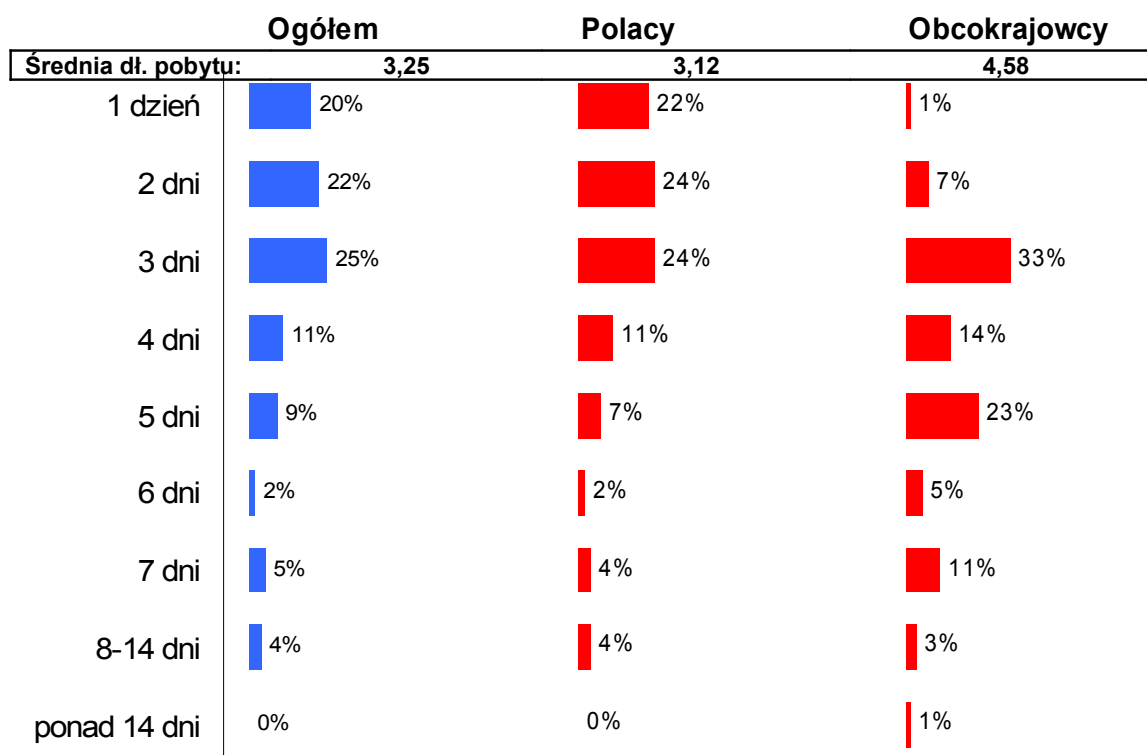 Ogółem Polacy Obcokrajowcy
Średnia dł. pobytu: 3,25 3,12 4,58
1 dzień 20% 22% 1%
2 dni 22% 24% 7%
3 dni 25% 24% 33%
4 dni 11% 11% 14%
5 dni 9% 7% 23%
6 dni 2% 2% 5%
7 dni 5% 4% 11%
8-14 dni 4% 4% 3%
ponad 14 dni 0% 0% 1%